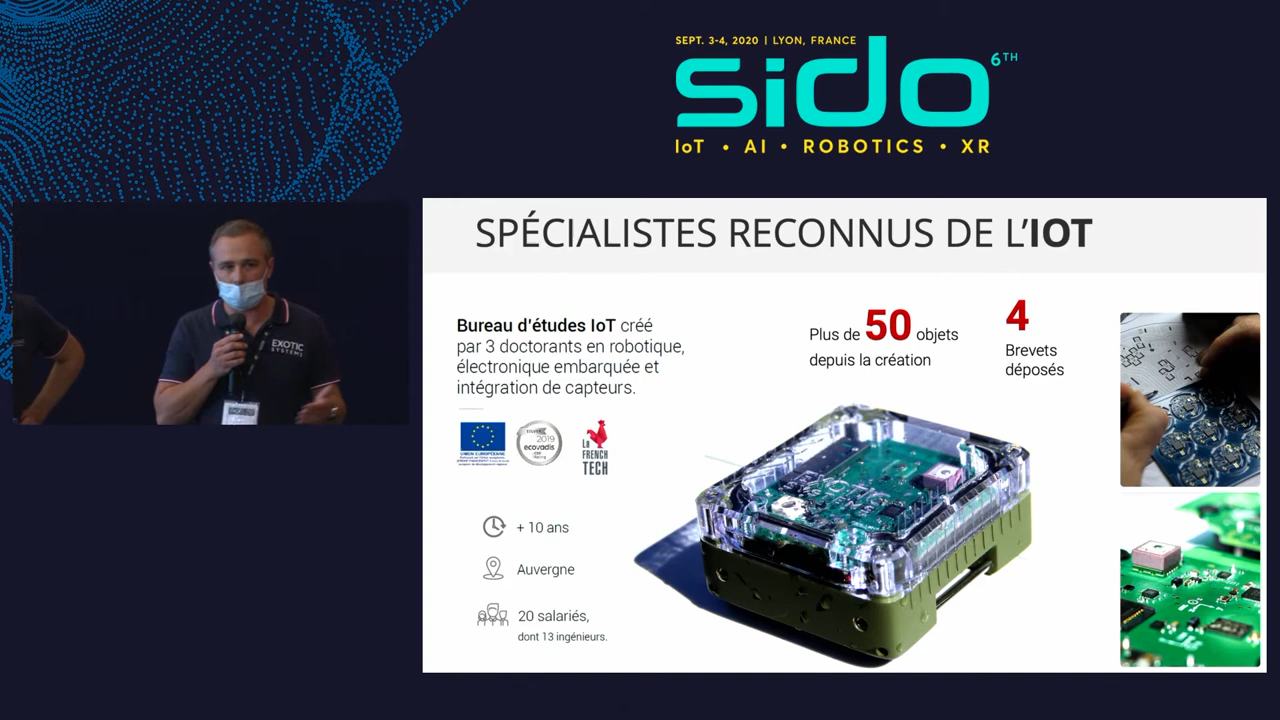 SEPT. 3-4, 2020 | LYON, FRANCE
sido 6TH
IoT • AI • ROBOTICS • XR
EXOTIC
SYSTEMS
SPÉCIALISTES RECONNUS DE L'IOT
Bureau d'études IoT créé
par 3 doctorants en robotique,
électronique embarquée et
intégration de capteurs.
Plus de 50 objets
depuis la création
4
Brevets
déposés
UNION EUROPÉENNE
2019
ecovadis
La
FRENCH
TECH
+ 10 ans
Auvergne
20 salariés,
dont 13 ingénieurs.